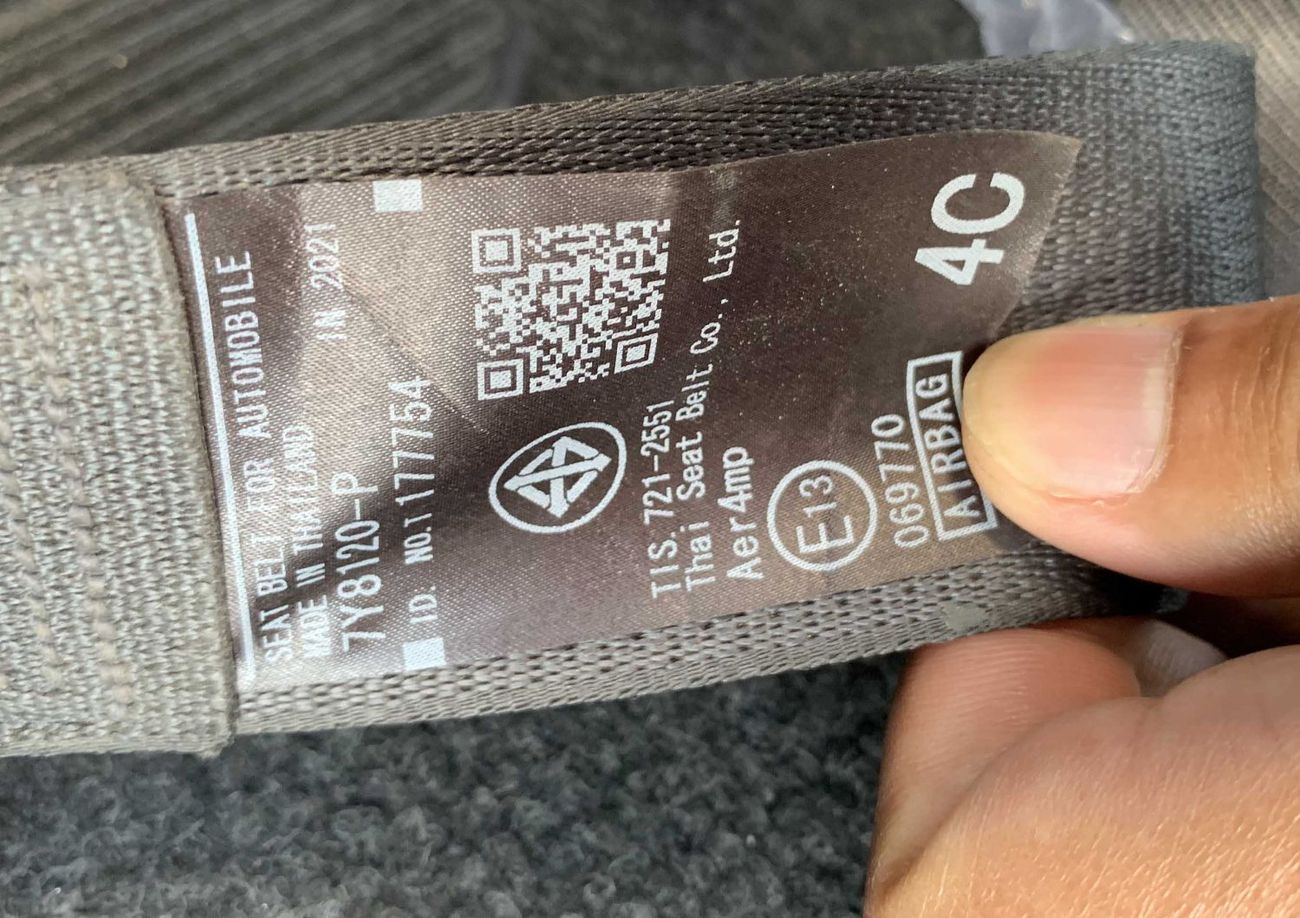 SEAT BELT FOR AUTOMOBILE
MADE IN THAILAND IN 2021
7Y8120-P
ID. NO.1177754
TIS.721-2551
Thai Seat Belt Co., Ltd.
Aer4mp
E13
069770
AIRBAG
4C